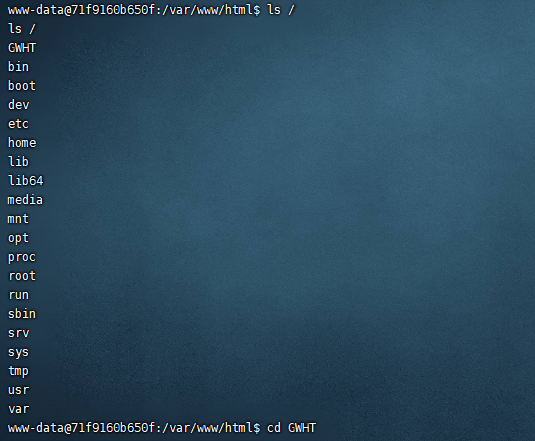 www-data@71f9160b650f:/var/www/html$ ls /
ls /
GWHT
bin
boot
dev
etc
home
lib
lib64
media
mnt
opt
proc
root
run
sbin
srv
sys
tmp
usr
var
www-data@71f9160b650f:/var/www/html$ cd GWHT